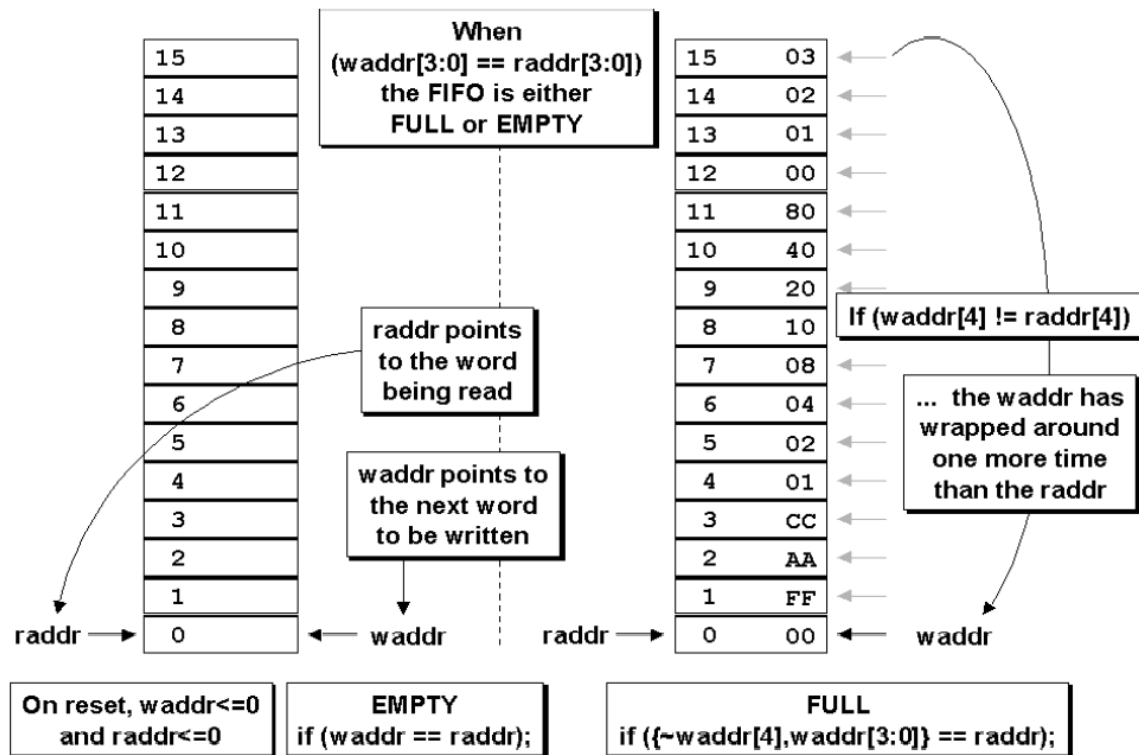 When
(waddr[3:0] == raddr[3:0])
the FIFO is either
FULL or EMPTY
15
14
13
12
11
10
9
8
7
6
5
4
3
2
1
0
raddr points
to the word
being read
waddr points to
the next word
to be written
raddr
waddr
15 03
14 02
13 01
12 00
11 80
10 40
9 20
8 10
7 08
6 04
5 02
4 01
3 CC
2 AA
1 FF
0 00
If (waddr[4] != raddr[4])
... the waddr has
wrapped around
one more time
than the raddr
raddr
waddr
On reset, waddr<=0
and raddr<=0
EMPTY
if (waddr == raddr);
FULL
if ({~waddr[4],waddr[3:0]} == raddr);